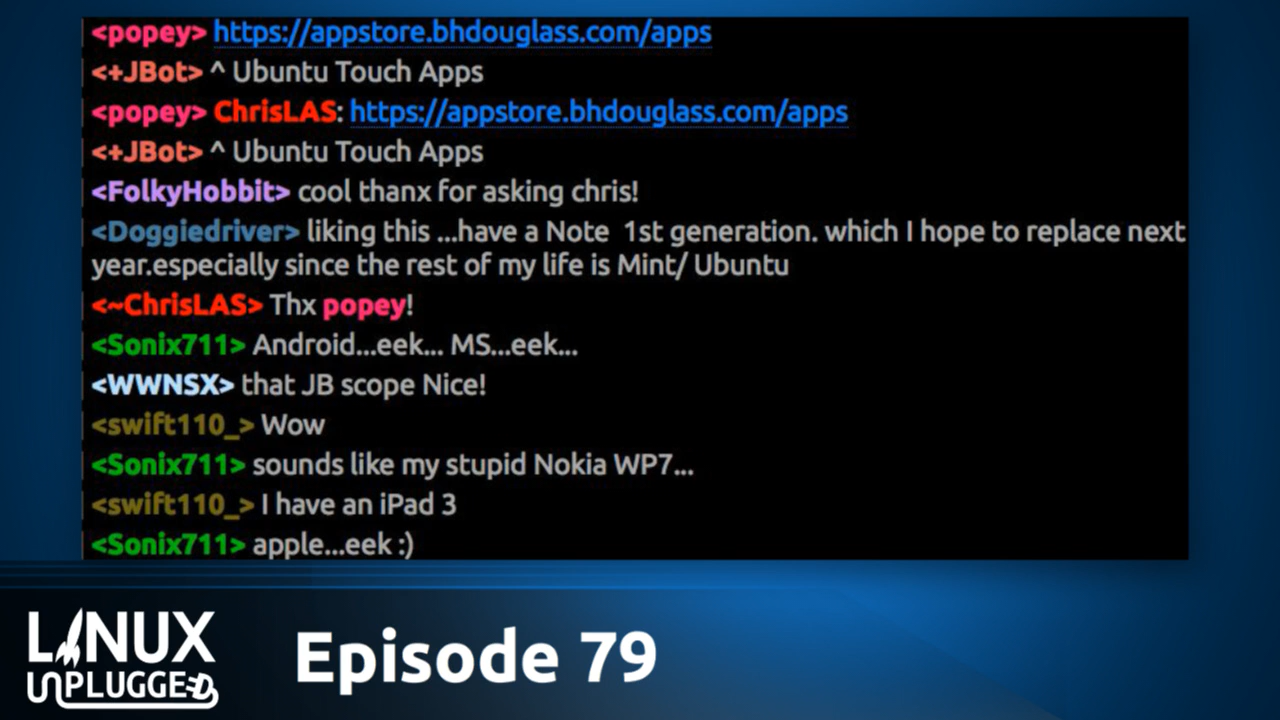 <popey> https://appstore.bhdouglass.com/apps
<+JBot> ^ Ubuntu Touch Apps
<popey> ChrisLAS: https://appstore.bhdouglass.com/apps
<+JBot> ^ Ubuntu Touch Apps
<FolkyHobbit> cool thanx for asking chris!
<Doggiedriver> liking this ...have a Note  1st generation. which I hope to replace next
year.especially since the rest of my life is Mint/ Ubuntu
<~ChrisLAS> Thx popey!
<Sonix711> Android...eek... MS...eek...
<WWNSX> that JB scope Nice!
<swift110_> Wow
<Sonix711> sounds like my stupid Nokia WP7...
<swift110_> I have an iPad 3
<Sonix711> apple...eek :)
LINUX
UNPLUGGED
Episode 79